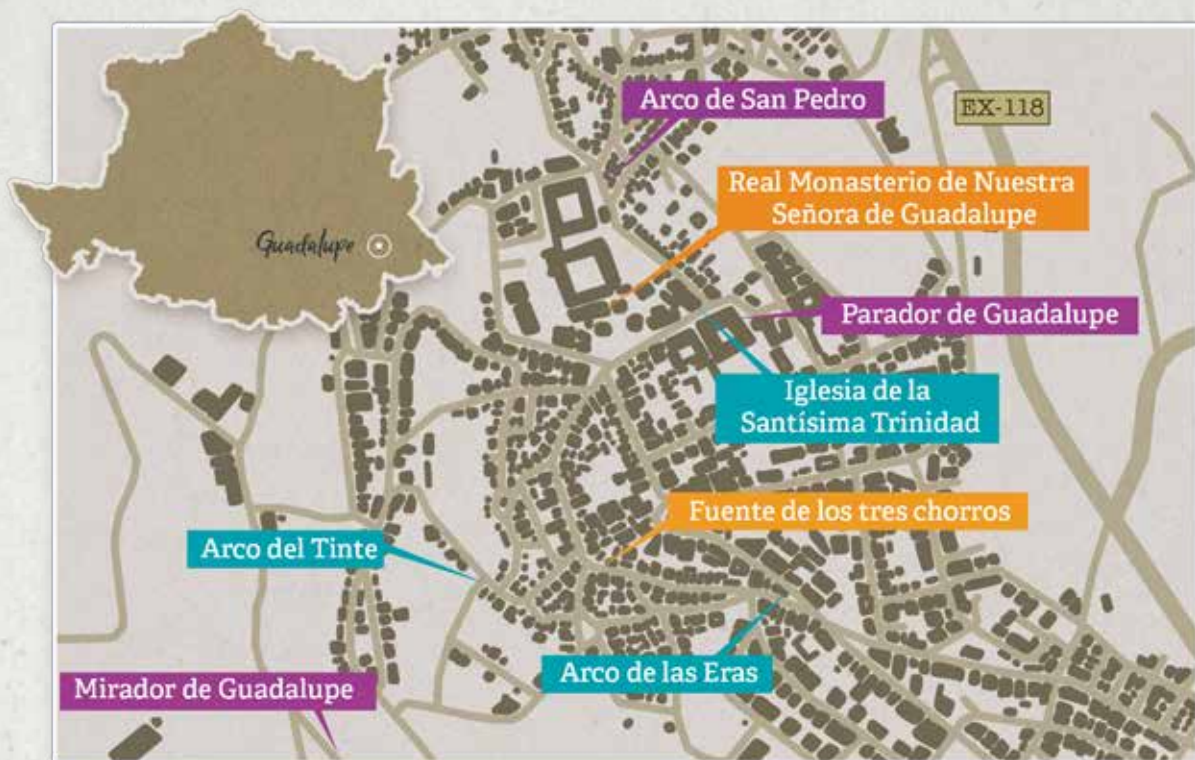 Arco de San Pedro
EX-118
Real Monasterio de Nuestra
Señora de Guadalupe
Guadalupe
Parador de Guadalupe
Iglesia de la
Santísima Trinidad
Fuente de los tres chorros
Arco del Tinte
Arco de las Eras
Mirador de Guadalupe